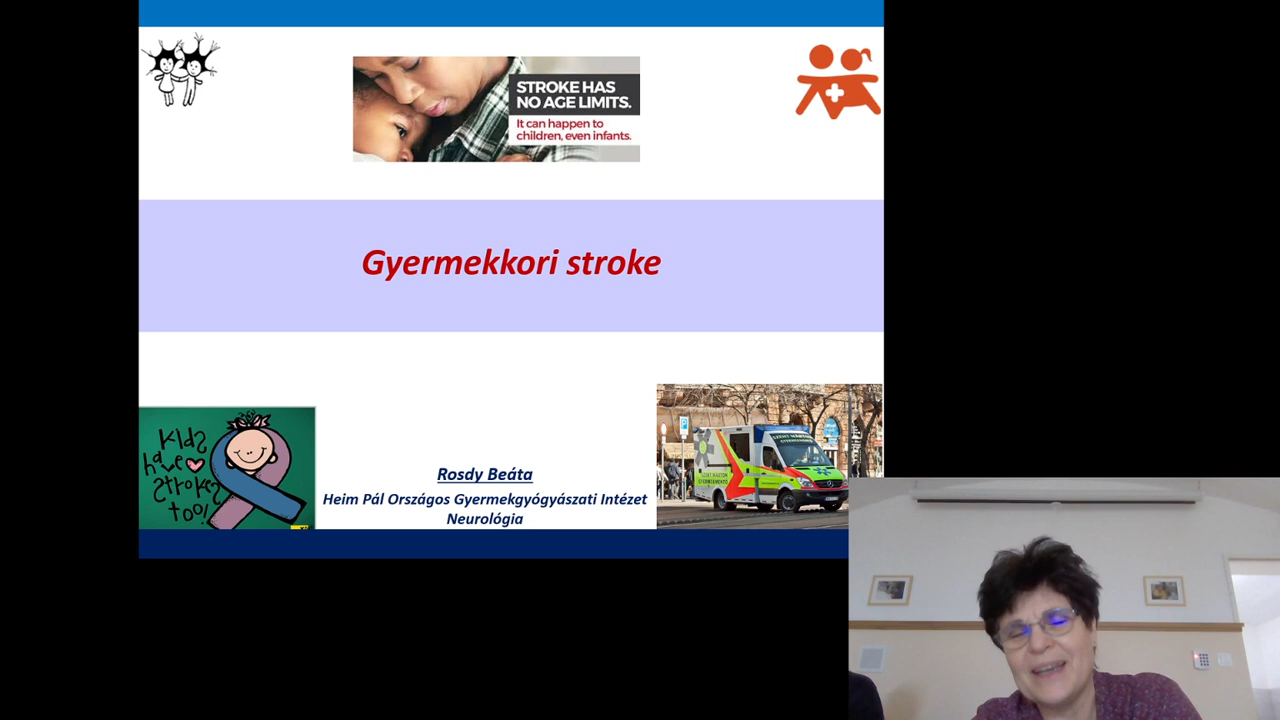 STROKE HAS
NO AGE LIMITS.
It can happen to
children, even infants.
Gyermekkori stroke
Kids
have
Strokes
too!
Rosdy Beáta
Heim Pál Országos Gyermekgyógyászati Intézet
Neurológia